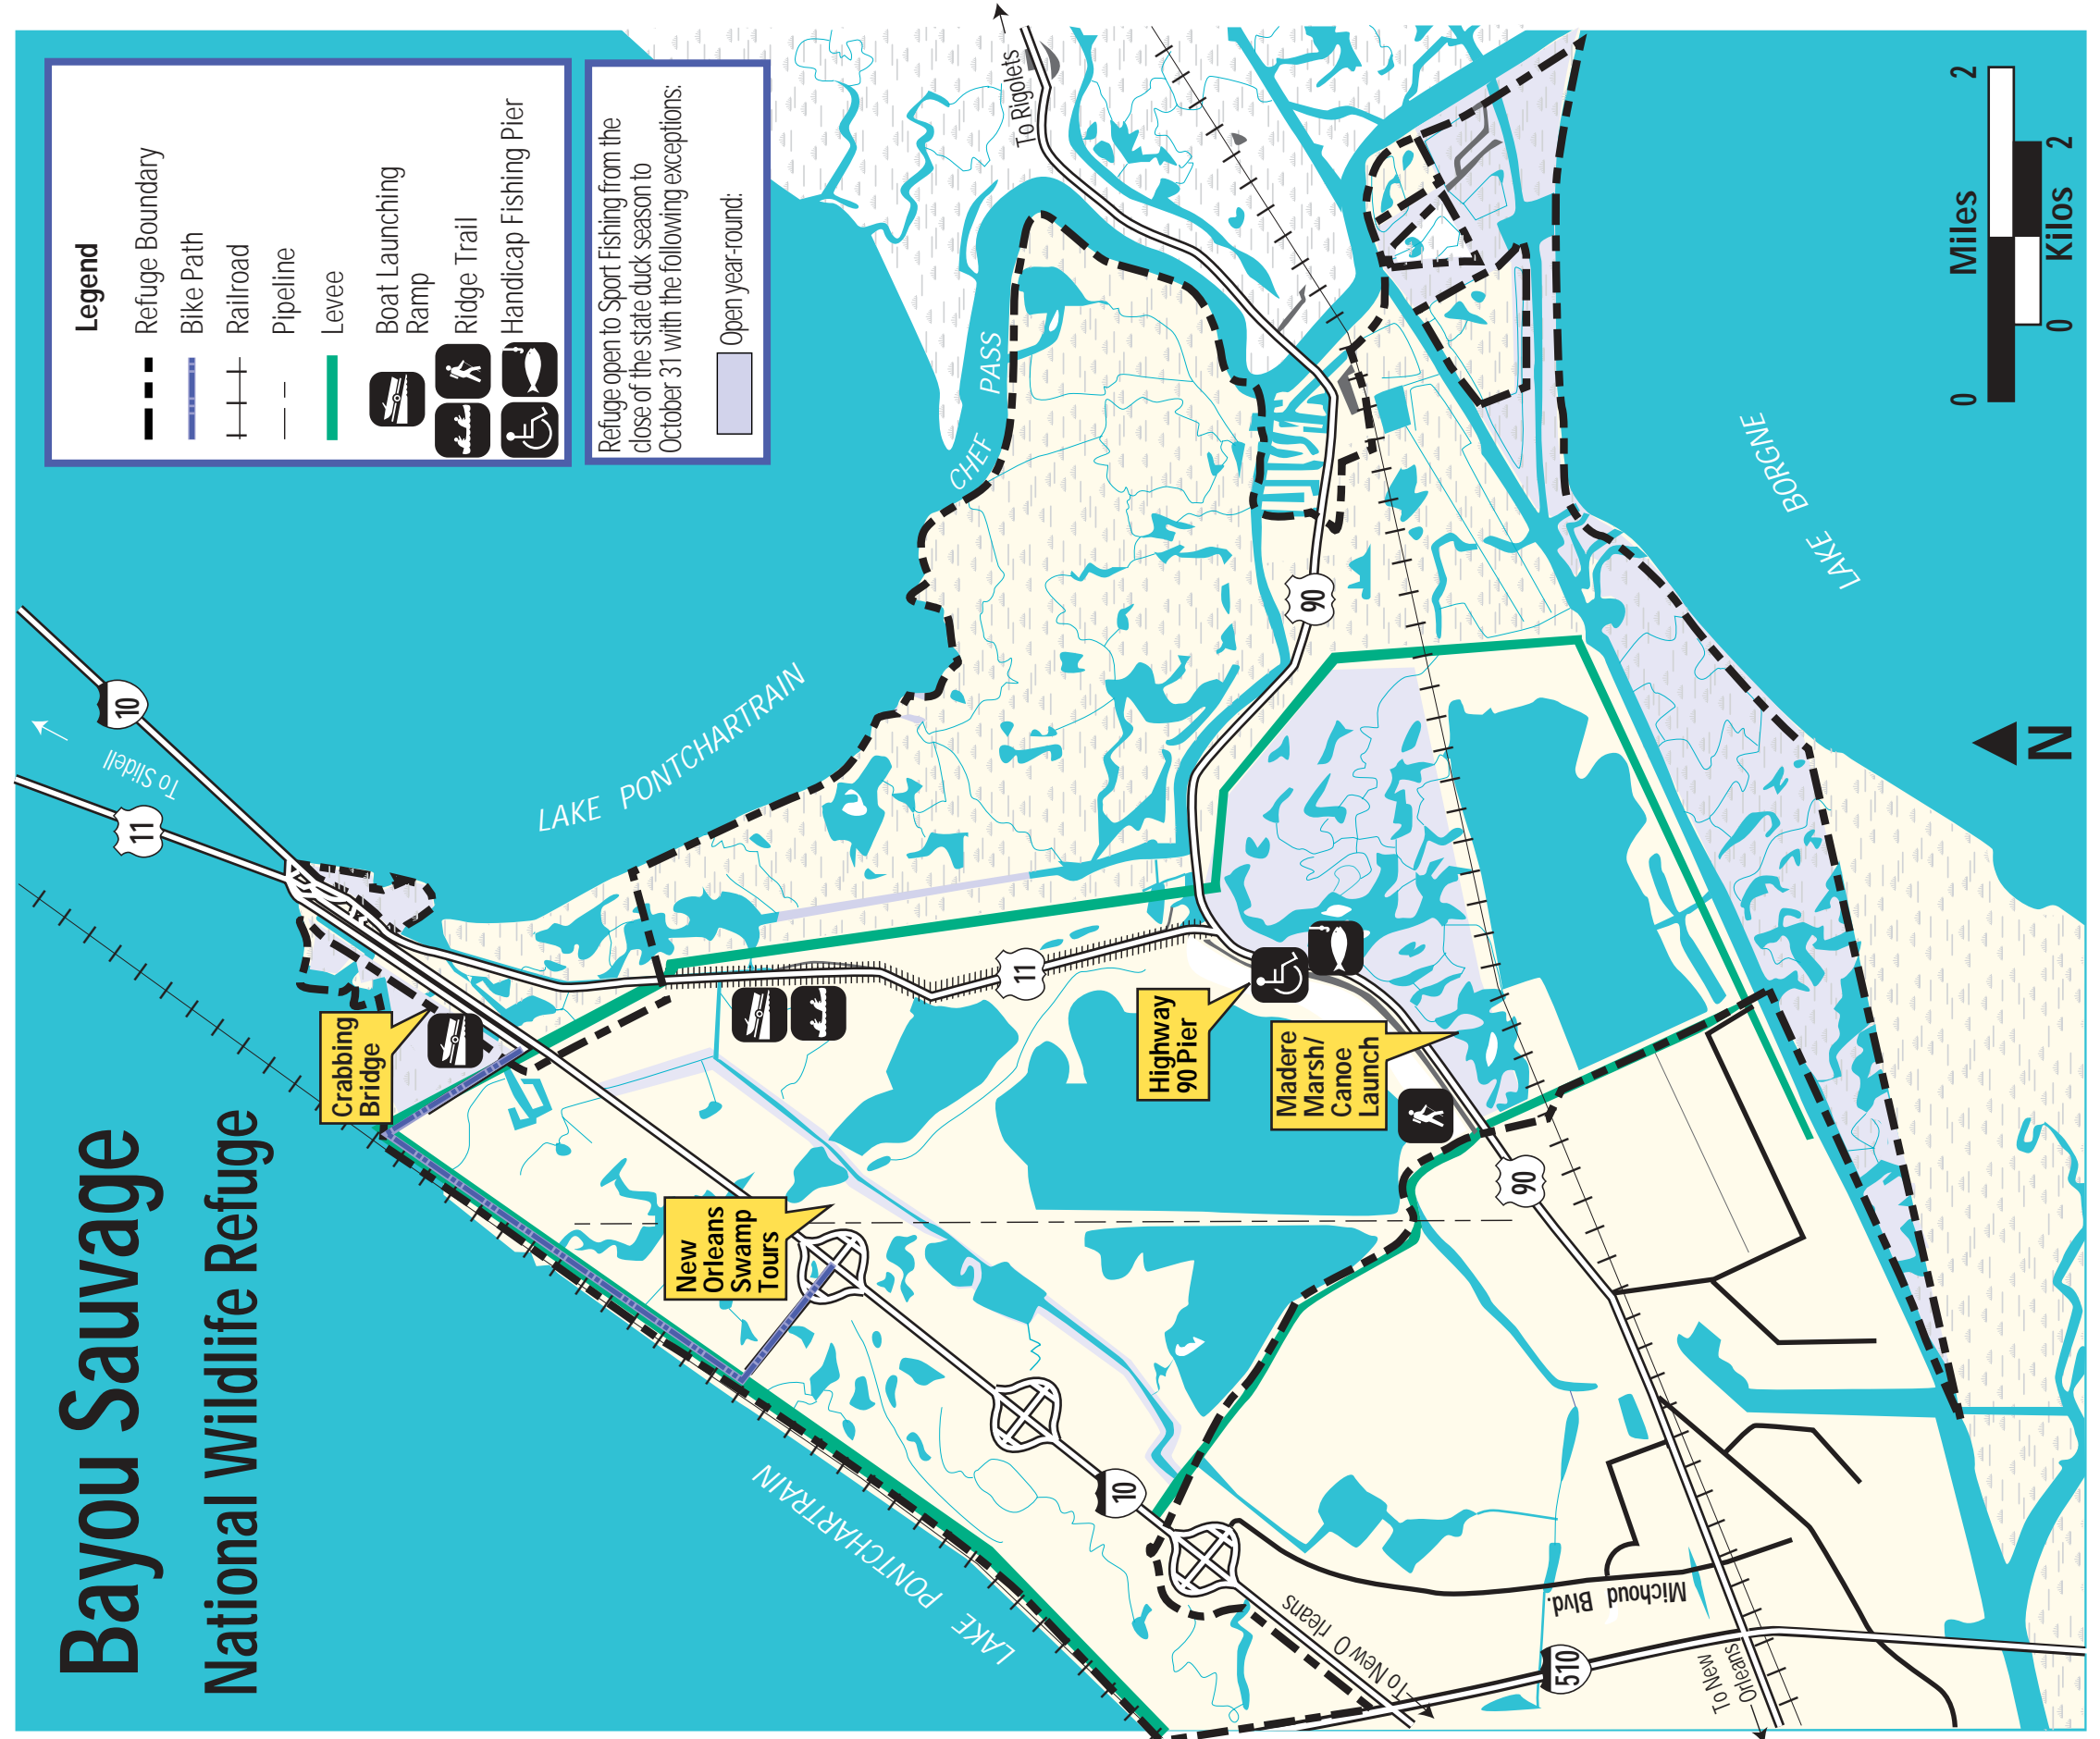 Bayou Sauvage
National Wildlife Refuge
Legend
Refuge Boundary
Bike Path
Railroad
Pipeline
Levee
Boat Launching
Ramp
Ridge Trail
Handicap Fishing Pier
Refuge open to Sport Fishing from the
close of the state duck season to
October 31 with the following exceptions:
Open year-round:
To Slidell
10
11
To Rigolets
CHEF PASS
LAKE PONTCHARTRAIN
Crabbing
Bridge
New
Orleans
Swamp
Tours
11
90
Highway
90 Pier
Madere
Marsh/
Canoe
Launch
90
LAKE PONTCHARTRAIN
10
To New O rleans
Michoud Blvd.
510
To New
Orleans
LAKE BORGNE
N
0 Miles 2
0 Kilos 2